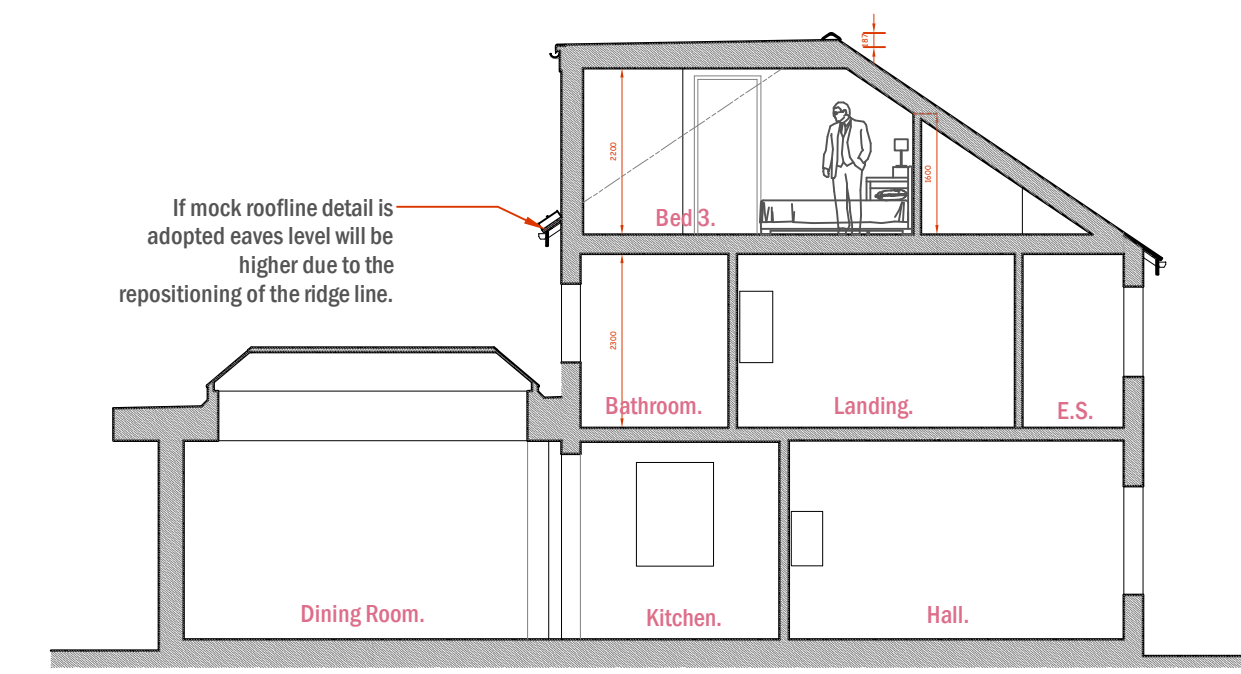 187
2200
1600
If mock roofline detail is
adopted eaves level will be
higher due to the
repositioning of the ridge line.
Bed 3.
2300
Bathroom.
Landing.
E.S.
Dining Room.
Kitchen.
Hall.